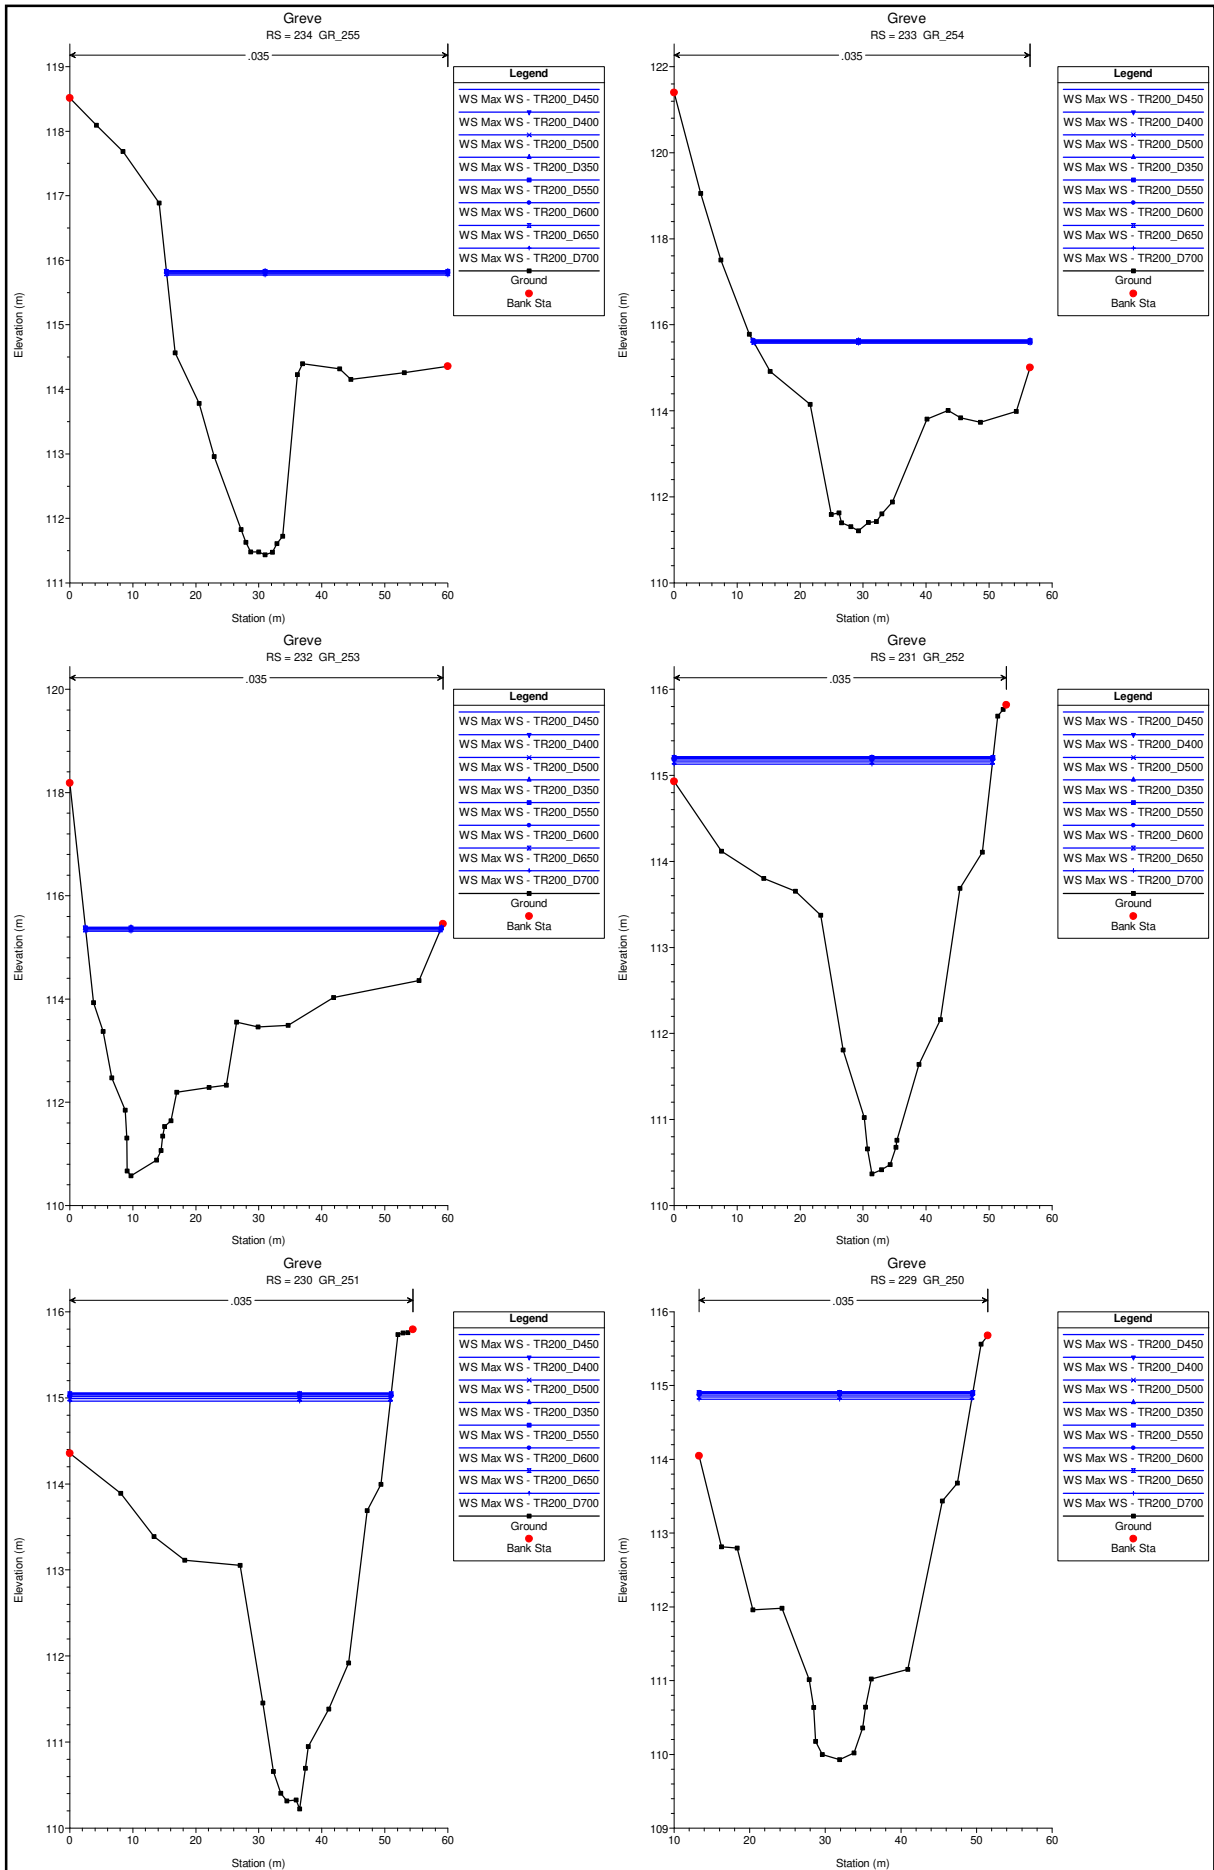 Greve
RS = 234 GR_255
.035
Legend
WS Max WS - TR200_D450
WS Max WS - TR200_D400
WS Max WS - TR200_D500
WS Max WS - TR200_D350
WS Max WS - TR200_D550
WS Max WS - TR200_D600
WS Max WS - TR200_D650
WS Max WS - TR200_D700
Ground
Bank Sta
119
118
117
116
115
114
113
112
111
Elevation (m)
0 10 20 30 40 50 60
Station (m)
Greve
RS = 233 GR_254
.035
Legend
WS Max WS - TR200_D450
WS Max WS - TR200_D400
WS Max WS - TR200_D500
WS Max WS - TR200_D350
WS Max WS - TR200_D550
WS Max WS - TR200_D600
WS Max WS - TR200_D650
WS Max WS - TR200_D700
Ground
Bank Sta
122
120
118
116
114
112
110
Elevation (m)
0 10 20 30 40 50 60
Station (m)
Greve
RS = 232 GR_253
.035
Legend
WS Max WS - TR200_D450
WS Max WS - TR200_D400
WS Max WS - TR200_D500
WS Max WS - TR200_D350
WS Max WS - TR200_D550
WS Max WS - TR200_D600
WS Max WS - TR200_D650
WS Max WS - TR200_D700
Ground
Bank Sta
120
118
116
114
112
110
Elevation (m)
0 10 20 30 40 50 60
Station (m)
Greve
RS = 231 GR_252
.035
Legend
WS Max WS - TR200_D450
WS Max WS - TR200_D400
WS Max WS - TR200_D500
WS Max WS - TR200_D350
WS Max WS - TR200_D550
WS Max WS - TR200_D600
WS Max WS - TR200_D650
WS Max WS - TR200_D700
Ground
Bank Sta
116
115
114
113
112
111
110
Elevation (m)
0 10 20 30 40 50 60
Station (m)
Greve
RS = 230 GR_251
.035
Legend
WS Max WS - TR200_D450
WS Max WS - TR200_D400
WS Max WS - TR200_D500
WS Max WS - TR200_D350
WS Max WS - TR200_D550
WS Max WS - TR200_D600
WS Max WS - TR200_D650
WS Max WS - TR200_D700
Ground
Bank Sta
116
115
114
113
112
111
110
Elevation (m)
0 10 20 30 40 50 60
Station (m)
Greve
RS = 229 GR_250
.035
Legend
WS Max WS - TR200_D450
WS Max WS - TR200_D400
WS Max WS - TR200_D500
WS Max WS - TR200_D350
WS Max WS - TR200_D550
WS Max WS - TR200_D600
WS Max WS - TR200_D650
WS Max WS - TR200_D700
Ground
Bank Sta
116
115
114
113
112
111
110
109
Elevation (m)
10 20 30 40 50 60
Station (m)